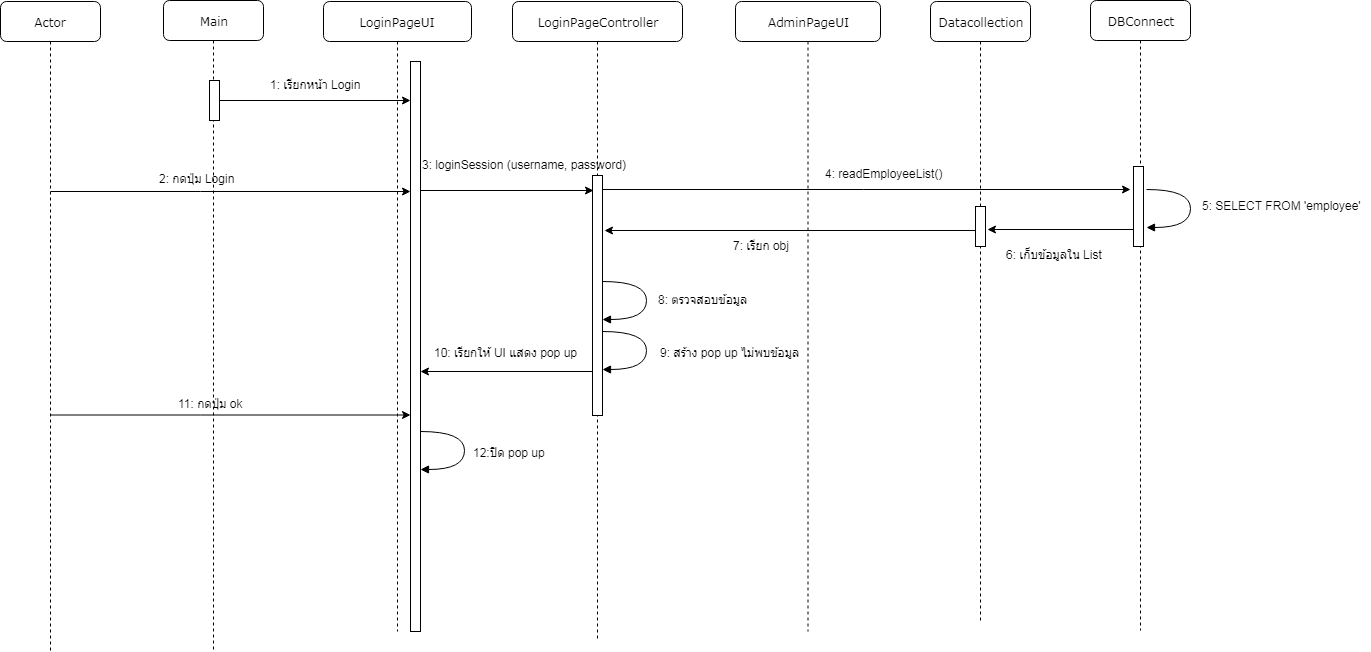 Actor
Main
LoginPageUI
LoginPageController
AdminPageUI
Datacollection
DBConnect
1: เรียกหน้า Login
2: กดปุ่ม Login
3: loginSession (username, password)
4: readEmployeeList()
5: SELECT FROM 'employee'
6: เก็บข้อมูลใน List
7: เรียก obj
8: ตรวจสอบข้อมูล
9: สร้าง pop up ไม่พบข้อมูล
10: เรียกให้ UI แสดง pop up
11: กดปุ่ม ok
12:ปิด pop up